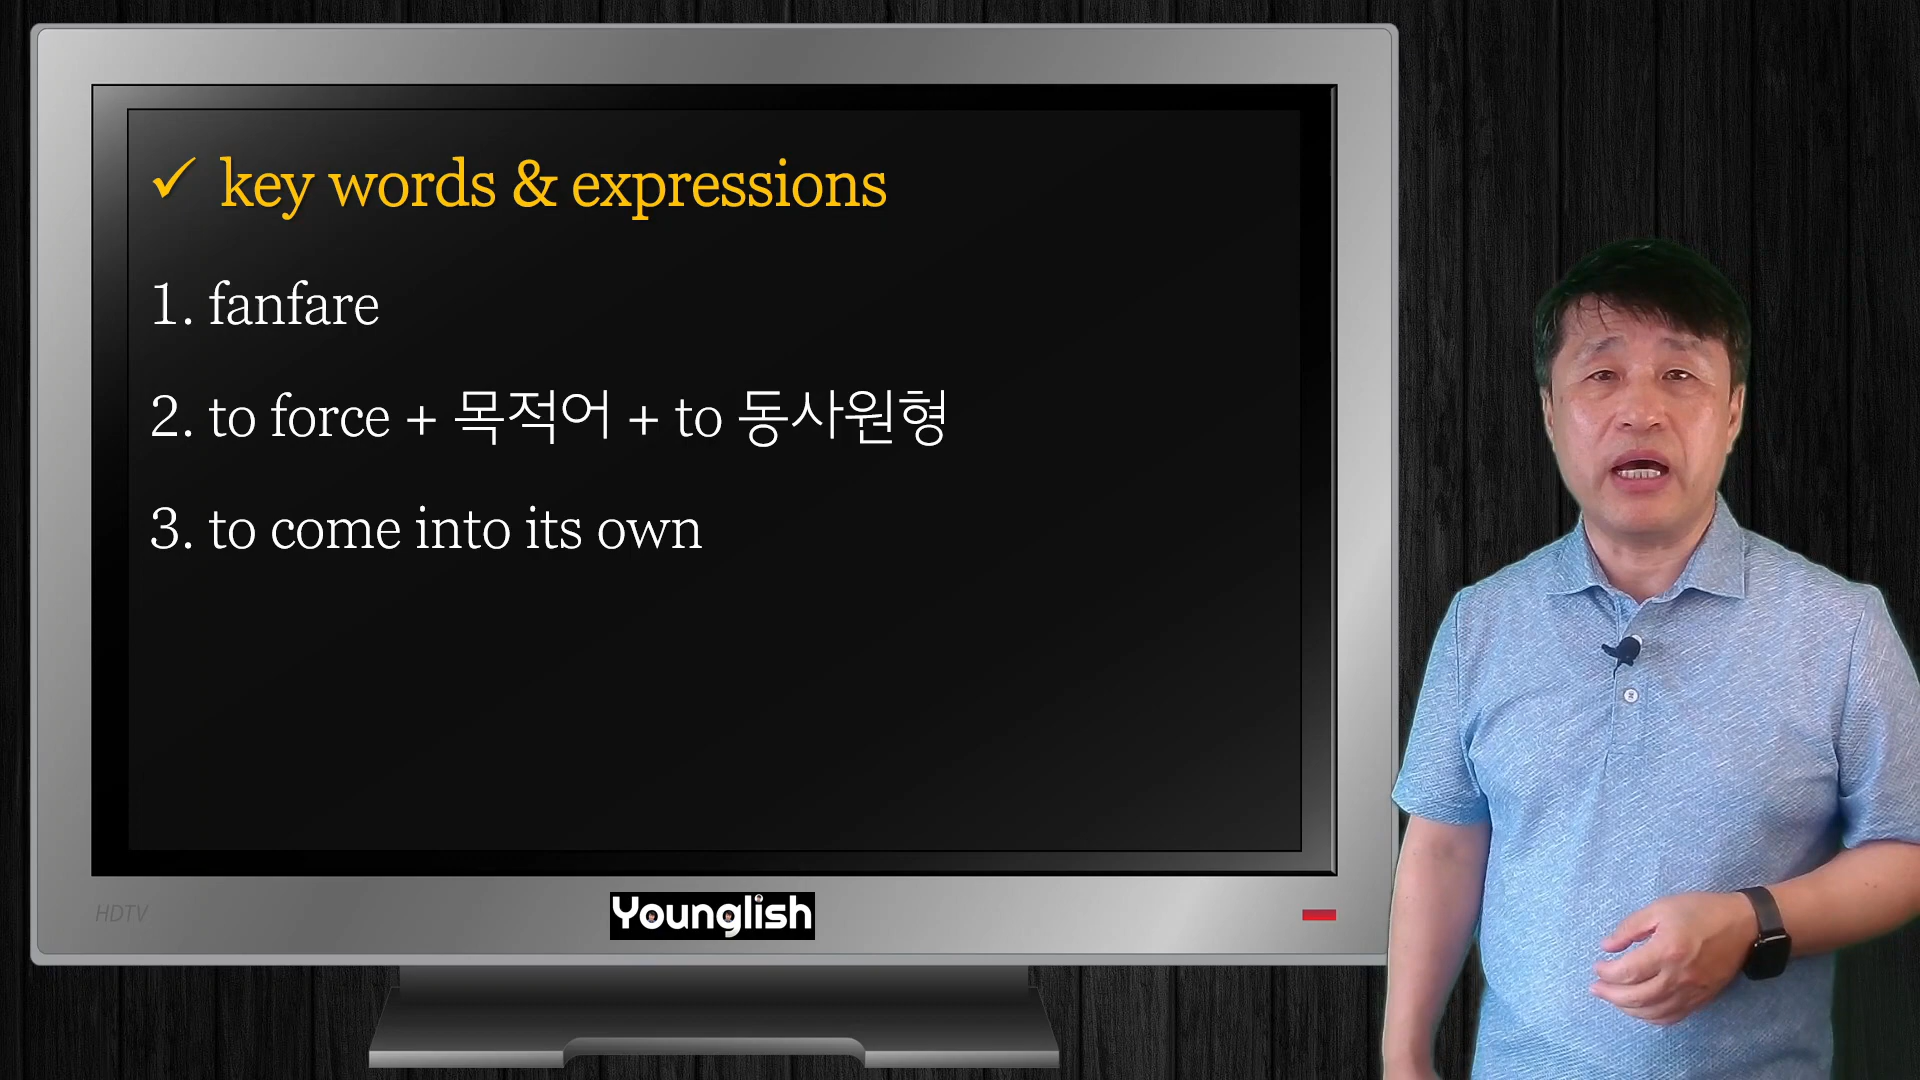 ✓ key words & expressions
1. fanfare
2. to force + 목적어 + to 동사원형
3. to come into its own
HDTV
Younglish